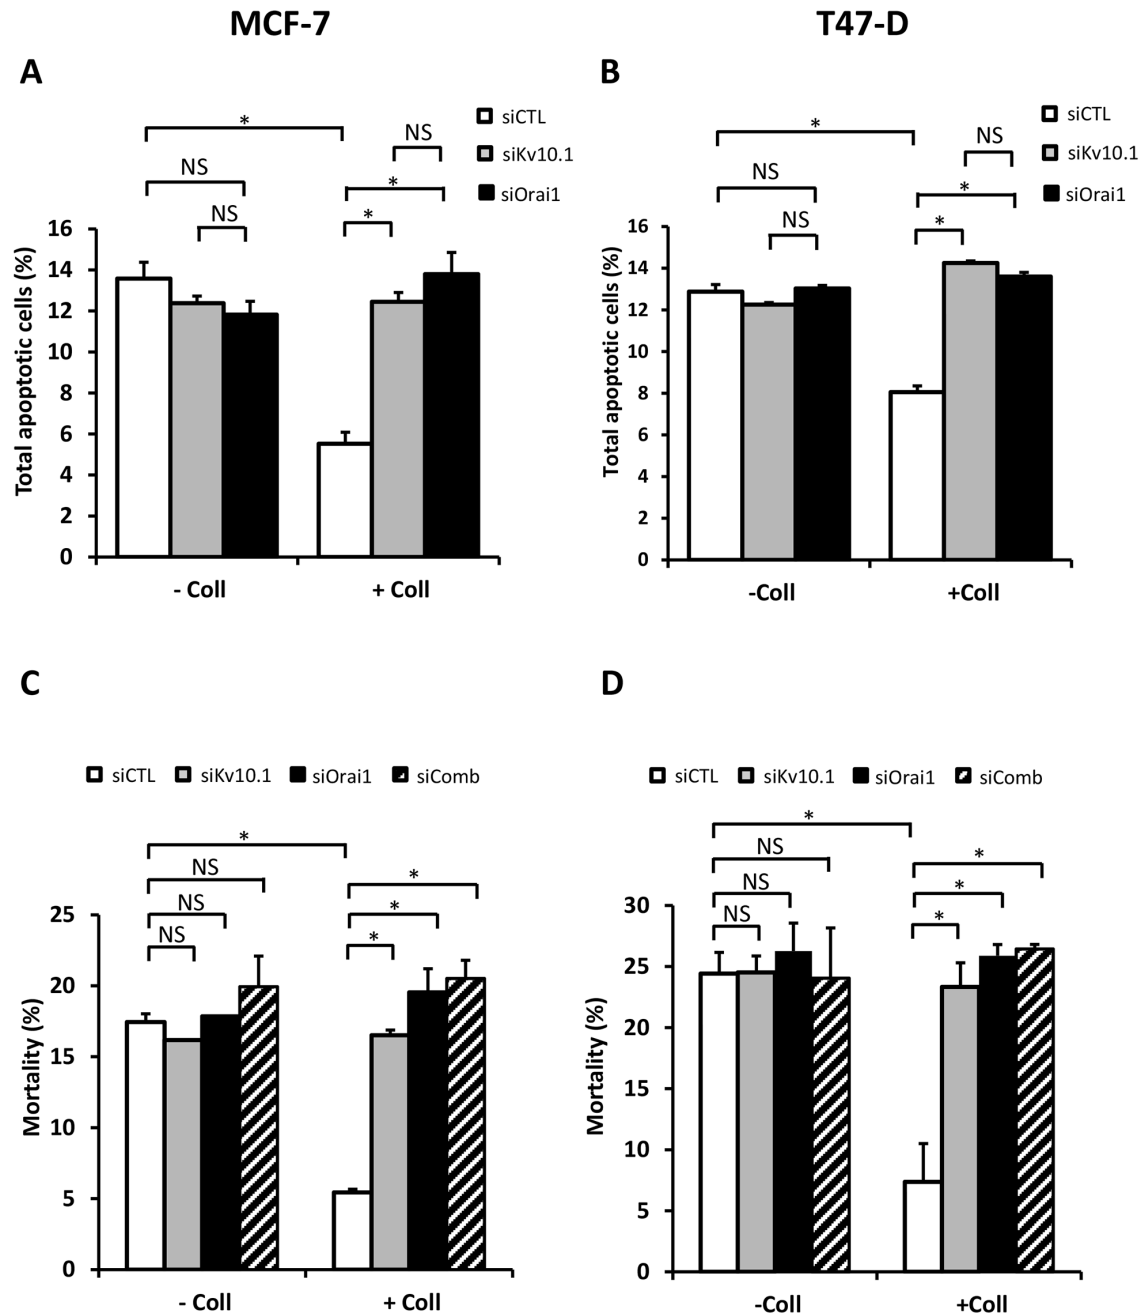 MCF-7
T47-D
A
B
siCTL
siKv10.1
siOrai1
*
NS
NS
NS
*
*
Total apoptotic cells (%)
16
14
12
10
8
6
4
2
0
- Coll
+ Coll
siCTL
siKv10.1
siOrai1
*
NS
NS
NS
*
*
Total apoptotic cells (%)
16
14
12
10
8
6
4
2
0
-Coll
+Coll
C
D
siCTL siKv10.1 siOrai1 siComb
*
NS
NS
NS
*
*
*
Mortality (%)
25
20
15
10
5
0
- Coll
+ Coll
siCTL siKv10.1 siOrai1 siComb
*
NS
NS
NS
*
*
*
Mortality (%)
30
25
20
15
10
5
0
-Coll
+Coll